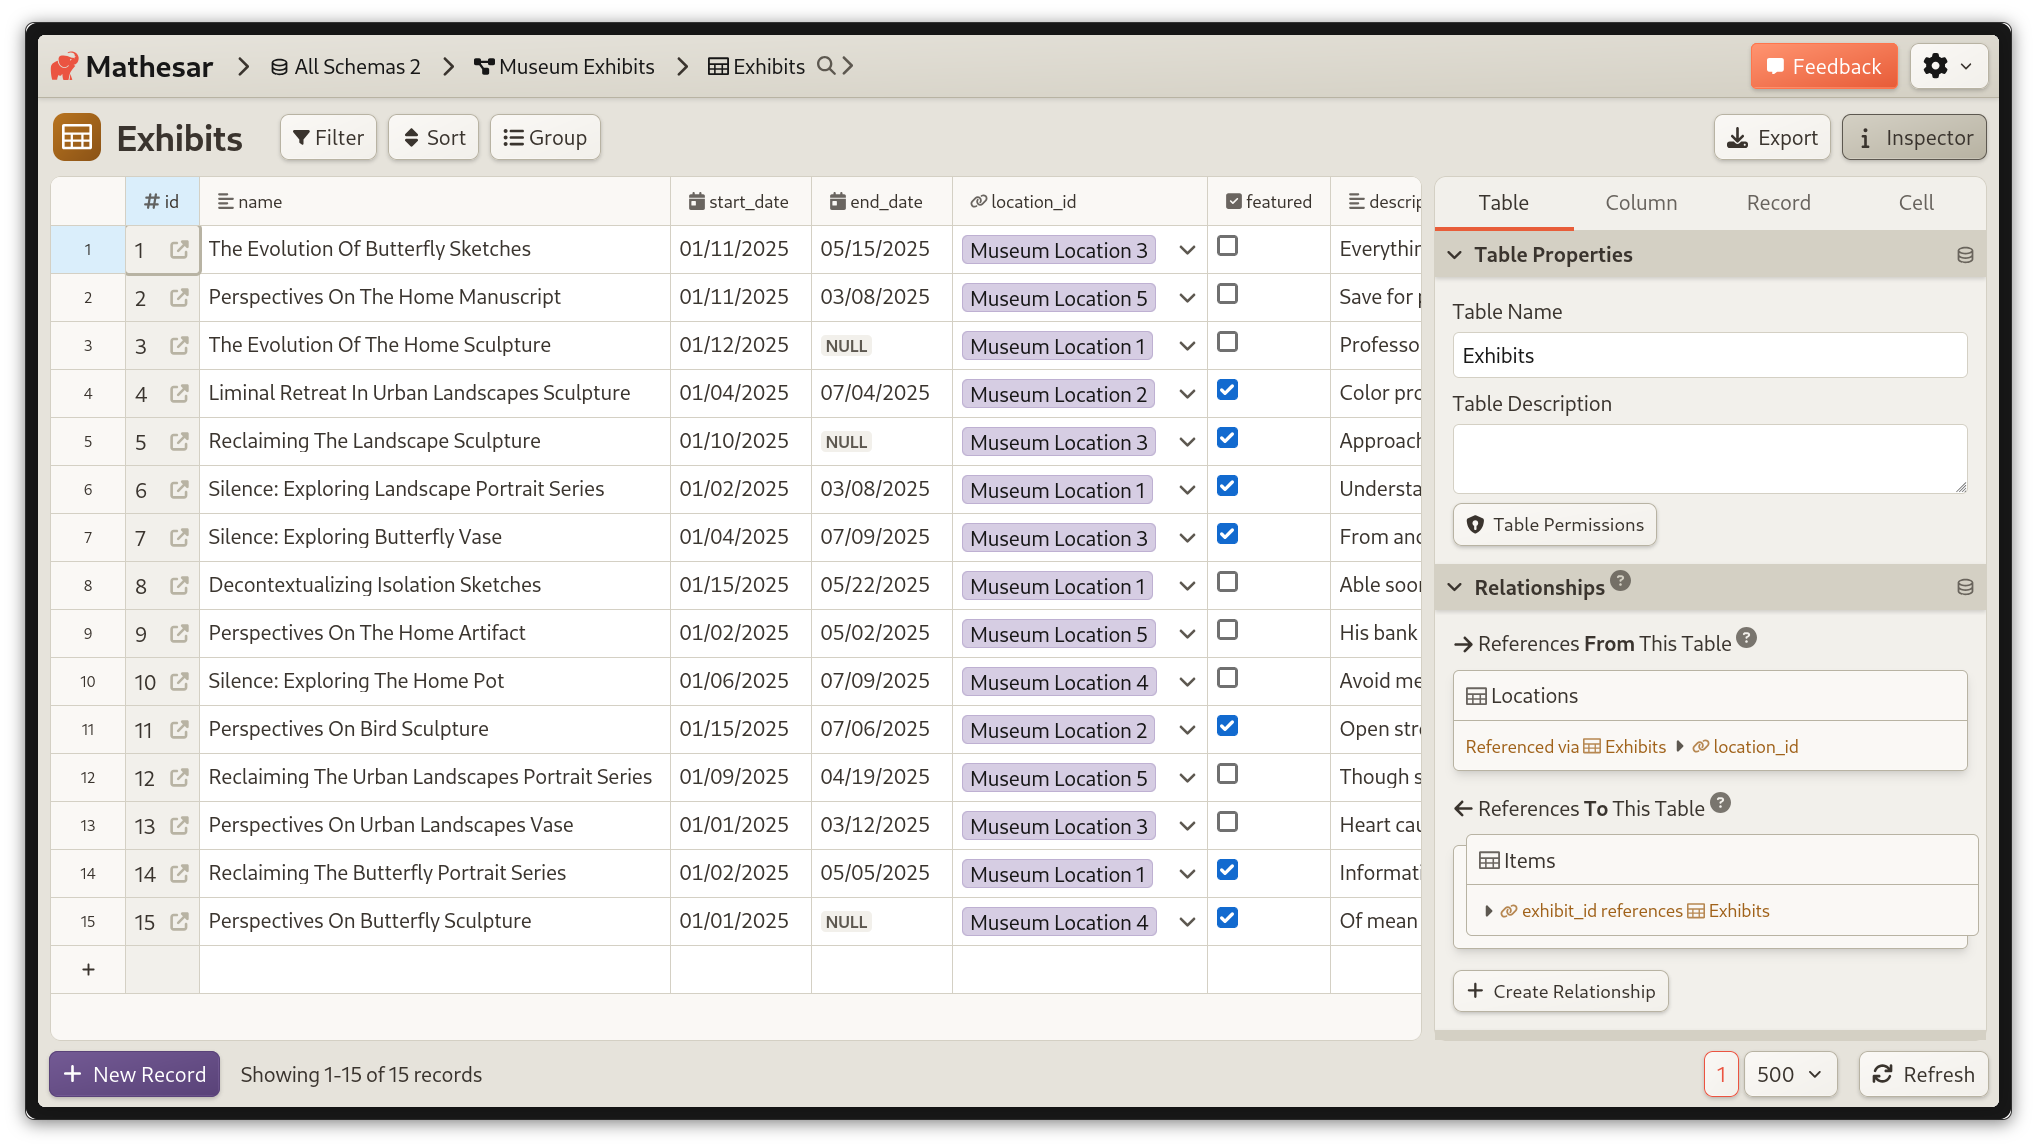 Mathesar All Schemas 2 Museum Exhibits Exhibits Feedback
Exhibits Filter Sort Group Export Inspector
# id name start_date end_date location_id featured descrip
1 1 The Evolution Of Butterfly Sketches 01/11/2025 05/15/2025 Museum Location 3 Everythin
2 2 Perspectives On The Home Manuscript 01/11/2025 03/08/2025 Museum Location 5 Save for p
3 3 The Evolution Of The Home Sculpture 01/12/2025 NULL Museum Location 1 Professo
4 4 Liminal Retreat In Urban Landscapes Sculpture 01/04/2025 07/04/2025 Museum Location 2 Color pro
5 5 Reclaiming The Landscape Sculpture 01/10/2025 NULL Museum Location 3 Approach
6 6 Silence: Exploring Landscape Portrait Series 01/02/2025 03/08/2025 Museum Location 1 Understa
7 7 Silence: Exploring Butterfly Vase 01/04/2025 07/09/2025 Museum Location 3 From and
8 8 Decontextualizing Isolation Sketches 01/15/2025 05/22/2025 Museum Location 1 Able soon
9 9 Perspectives On The Home Artifact 01/02/2025 05/02/2025 Museum Location 5 His bank
10 10 Silence: Exploring The Home Pot 01/06/2025 07/09/2025 Museum Location 4 Avoid me
11 11 Perspectives On Bird Sculpture 01/15/2025 07/06/2025 Museum Location 2 Open stre
12 12 Reclaiming The Urban Landscapes Portrait Series 01/09/2025 04/19/2025 Museum Location 5 Though s
13 13 Perspectives On Urban Landscapes Vase 01/01/2025 03/12/2025 Museum Location 3 Heart cau
14 14 Reclaiming The Butterfly Portrait Series 01/02/2025 05/05/2025 Museum Location 1 Informati
15 15 Perspectives On Butterfly Sculpture 01/01/2025 NULL Museum Location 4 Of mean
+
Table Column Record Cell
Table Properties
Table Name
Exhibits
Table Description
Table Permissions
Relationships ?
References From This Table ?
Locations
Referenced via Exhibits location_id
References To This Table ?
Items
exhibit_id references Exhibits
+ Create Relationship
+ New Record Showing 1-15 of 15 records 1 500 Refresh